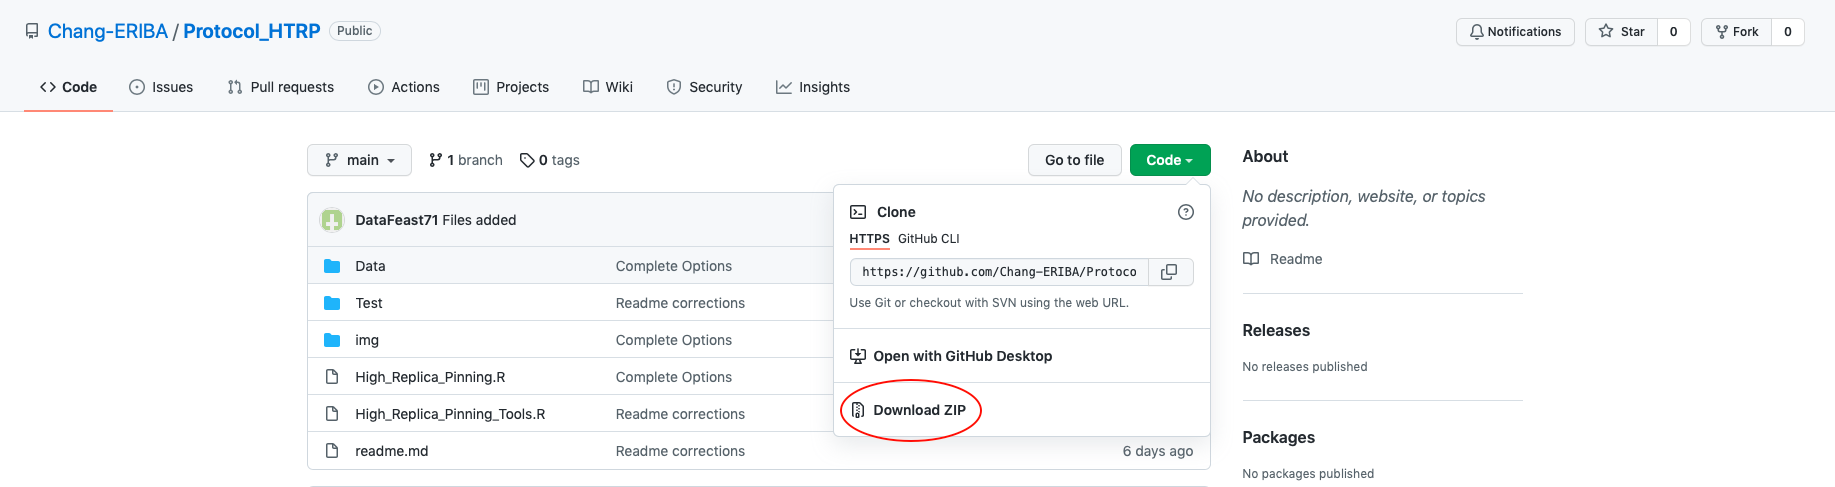 Chang-ERIBA / Protocol_HTRP Public
Notifications Star 0 Fork 0
Code Issues Pull requests Actions Projects Wiki Security Insights
main 1 branch 0 tags Go to file Code
DataFeast71 Files added
Data Complete Options
Test Readme corrections
img Complete Options
High_Replica_Pinning.R Complete Options
High_Replica_Pinning_Tools.R Readme corrections
readme.md Readme corrections 6 days ago
Clone
HTTPS GitHub CLI
https://github.com/Chang-ERIBA/Protoco
Use Git or checkout with SVN using the web URL.
Open with GitHub Desktop
Download ZIP
About
No description, website, or topics
provided.
Readme
Releases
No releases published
Packages
No packages published